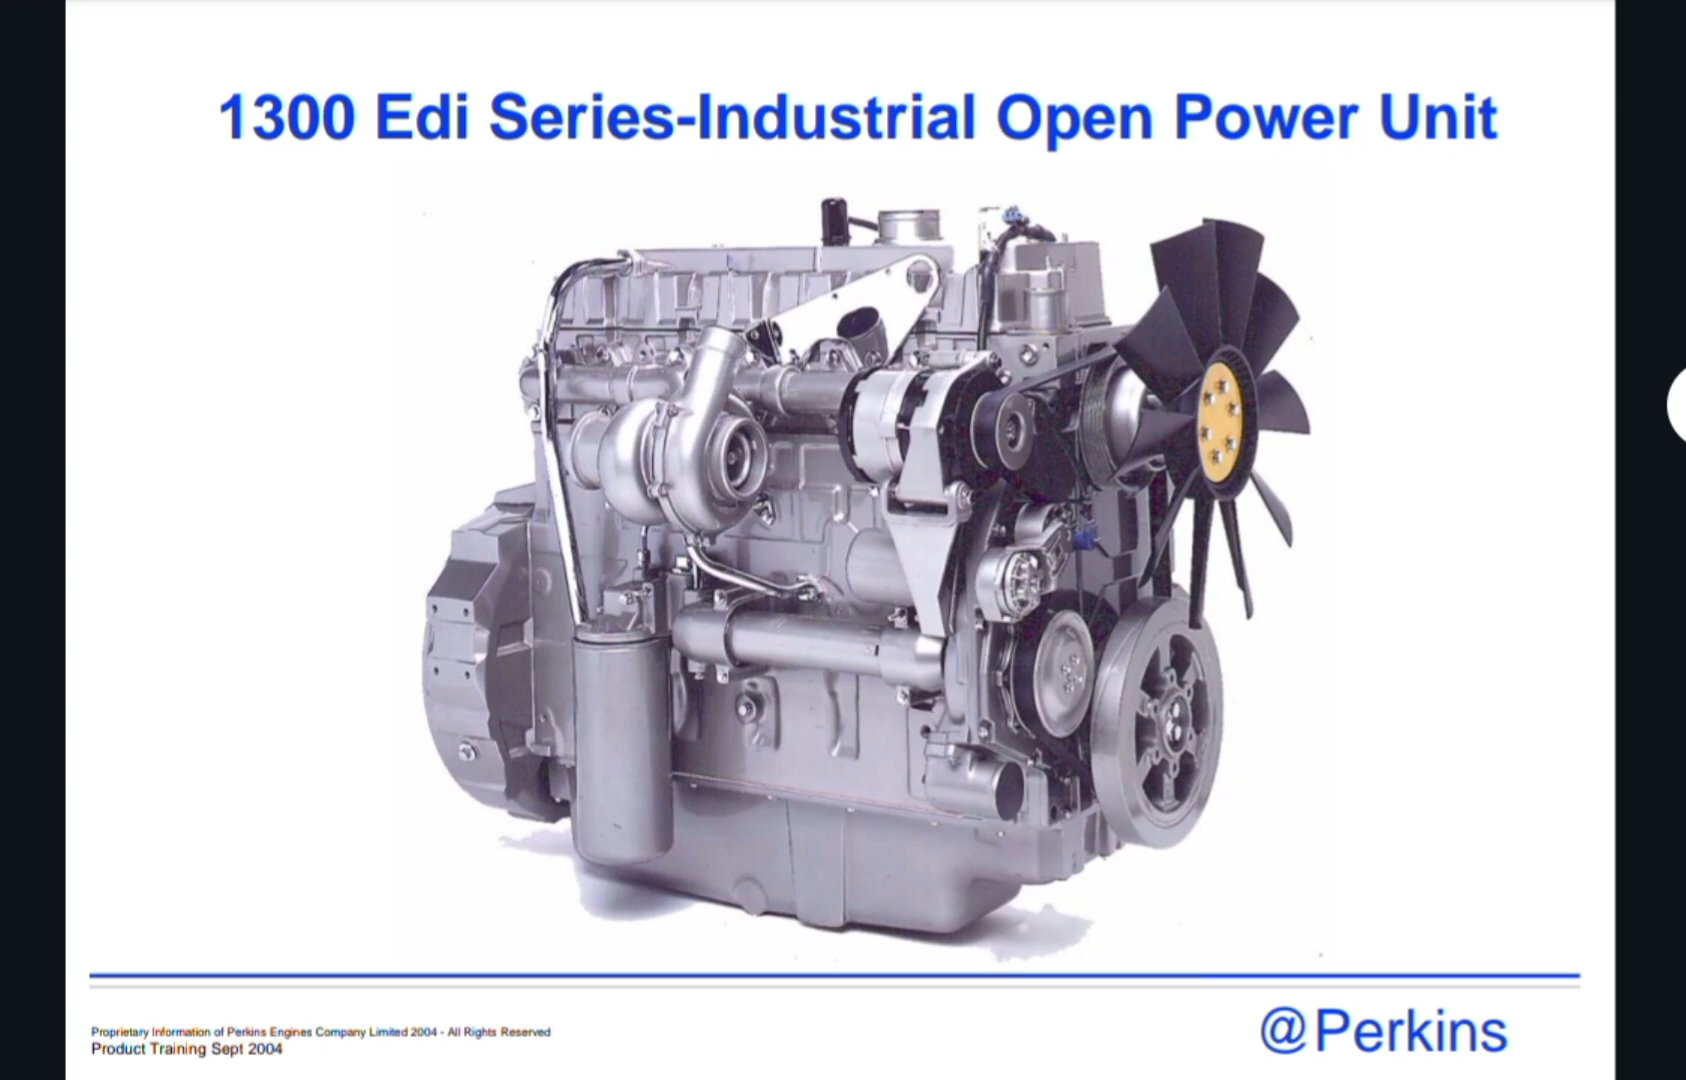 1300 Edi Series-Industrial Open Power Unit
Proprietary Information of Perkins Engines Company Limited 2004 - All Rights Reserved
Product Training Sept 2004
@Perkins